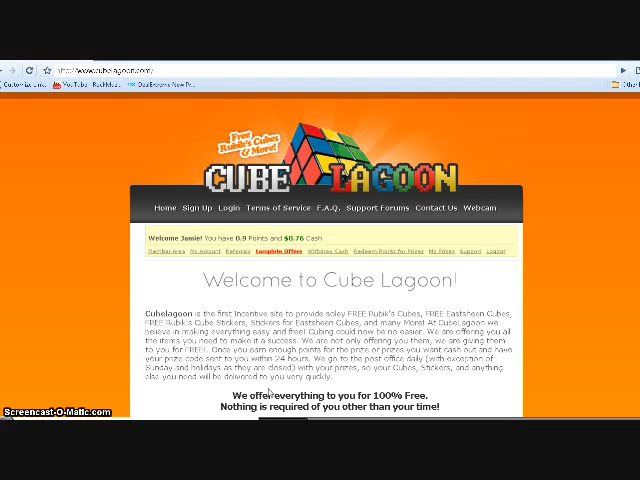 http://www.cubelagoon.com/
Customize Links YouTube - RuckMuz... DealExtreme New Pr... Other
Free
Rubik's Cubes
& More!
CUBE LAGOON
Home Sign Up Login Terms of Service F.A.Q. Support Forums Contact Us Webcam
Welcome Jamie! You have 0.9 Points and $0.76 Cash
Member Area My Account Referrals Complete Offers Withdraw Cash Redeem Points for Prizes My Prizes Support Logout
Welcome to Cube Lagoon!
Cubelagoon is the first Incentive site to provide soley FREE Rubik's Cubes, FREE Eastsheen Cubes,
FREE Rubik's Cube Stickers, Stickers for Eastsheen Cubes, and many More! At CubeLagoon we
believe in making everything easy and free! Cubing could now be no easier. We are offering you all
the items you need to make it a success. We are not only offering you them, we are giving them
to you for FREE!. Once you earn enough points for the prize or prizes you want cash out and have
your prize code sent to you within 24 hours. We go to the post office daily (with exception of
Sunday and holidays as they are closed) with your prizes, so your Cubes, Stickers, and anything
else you need will be delivered to you very quickly.
We offer everything to you for 100% Free.
Nothing is required of you other than your time!
Screencast-O-Matic.com